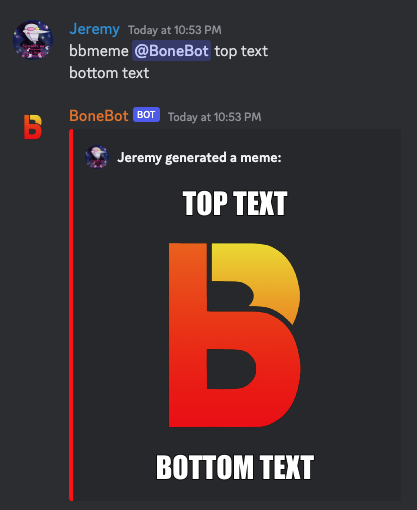 Jeremy Today at 10:53 PM
bbmeme @BoneBot top text
bottom text
BoneBot BOT Today at 10:53 PM
Jeremy generated a meme:
TOP TEXT
B
BOTTOM TEXT